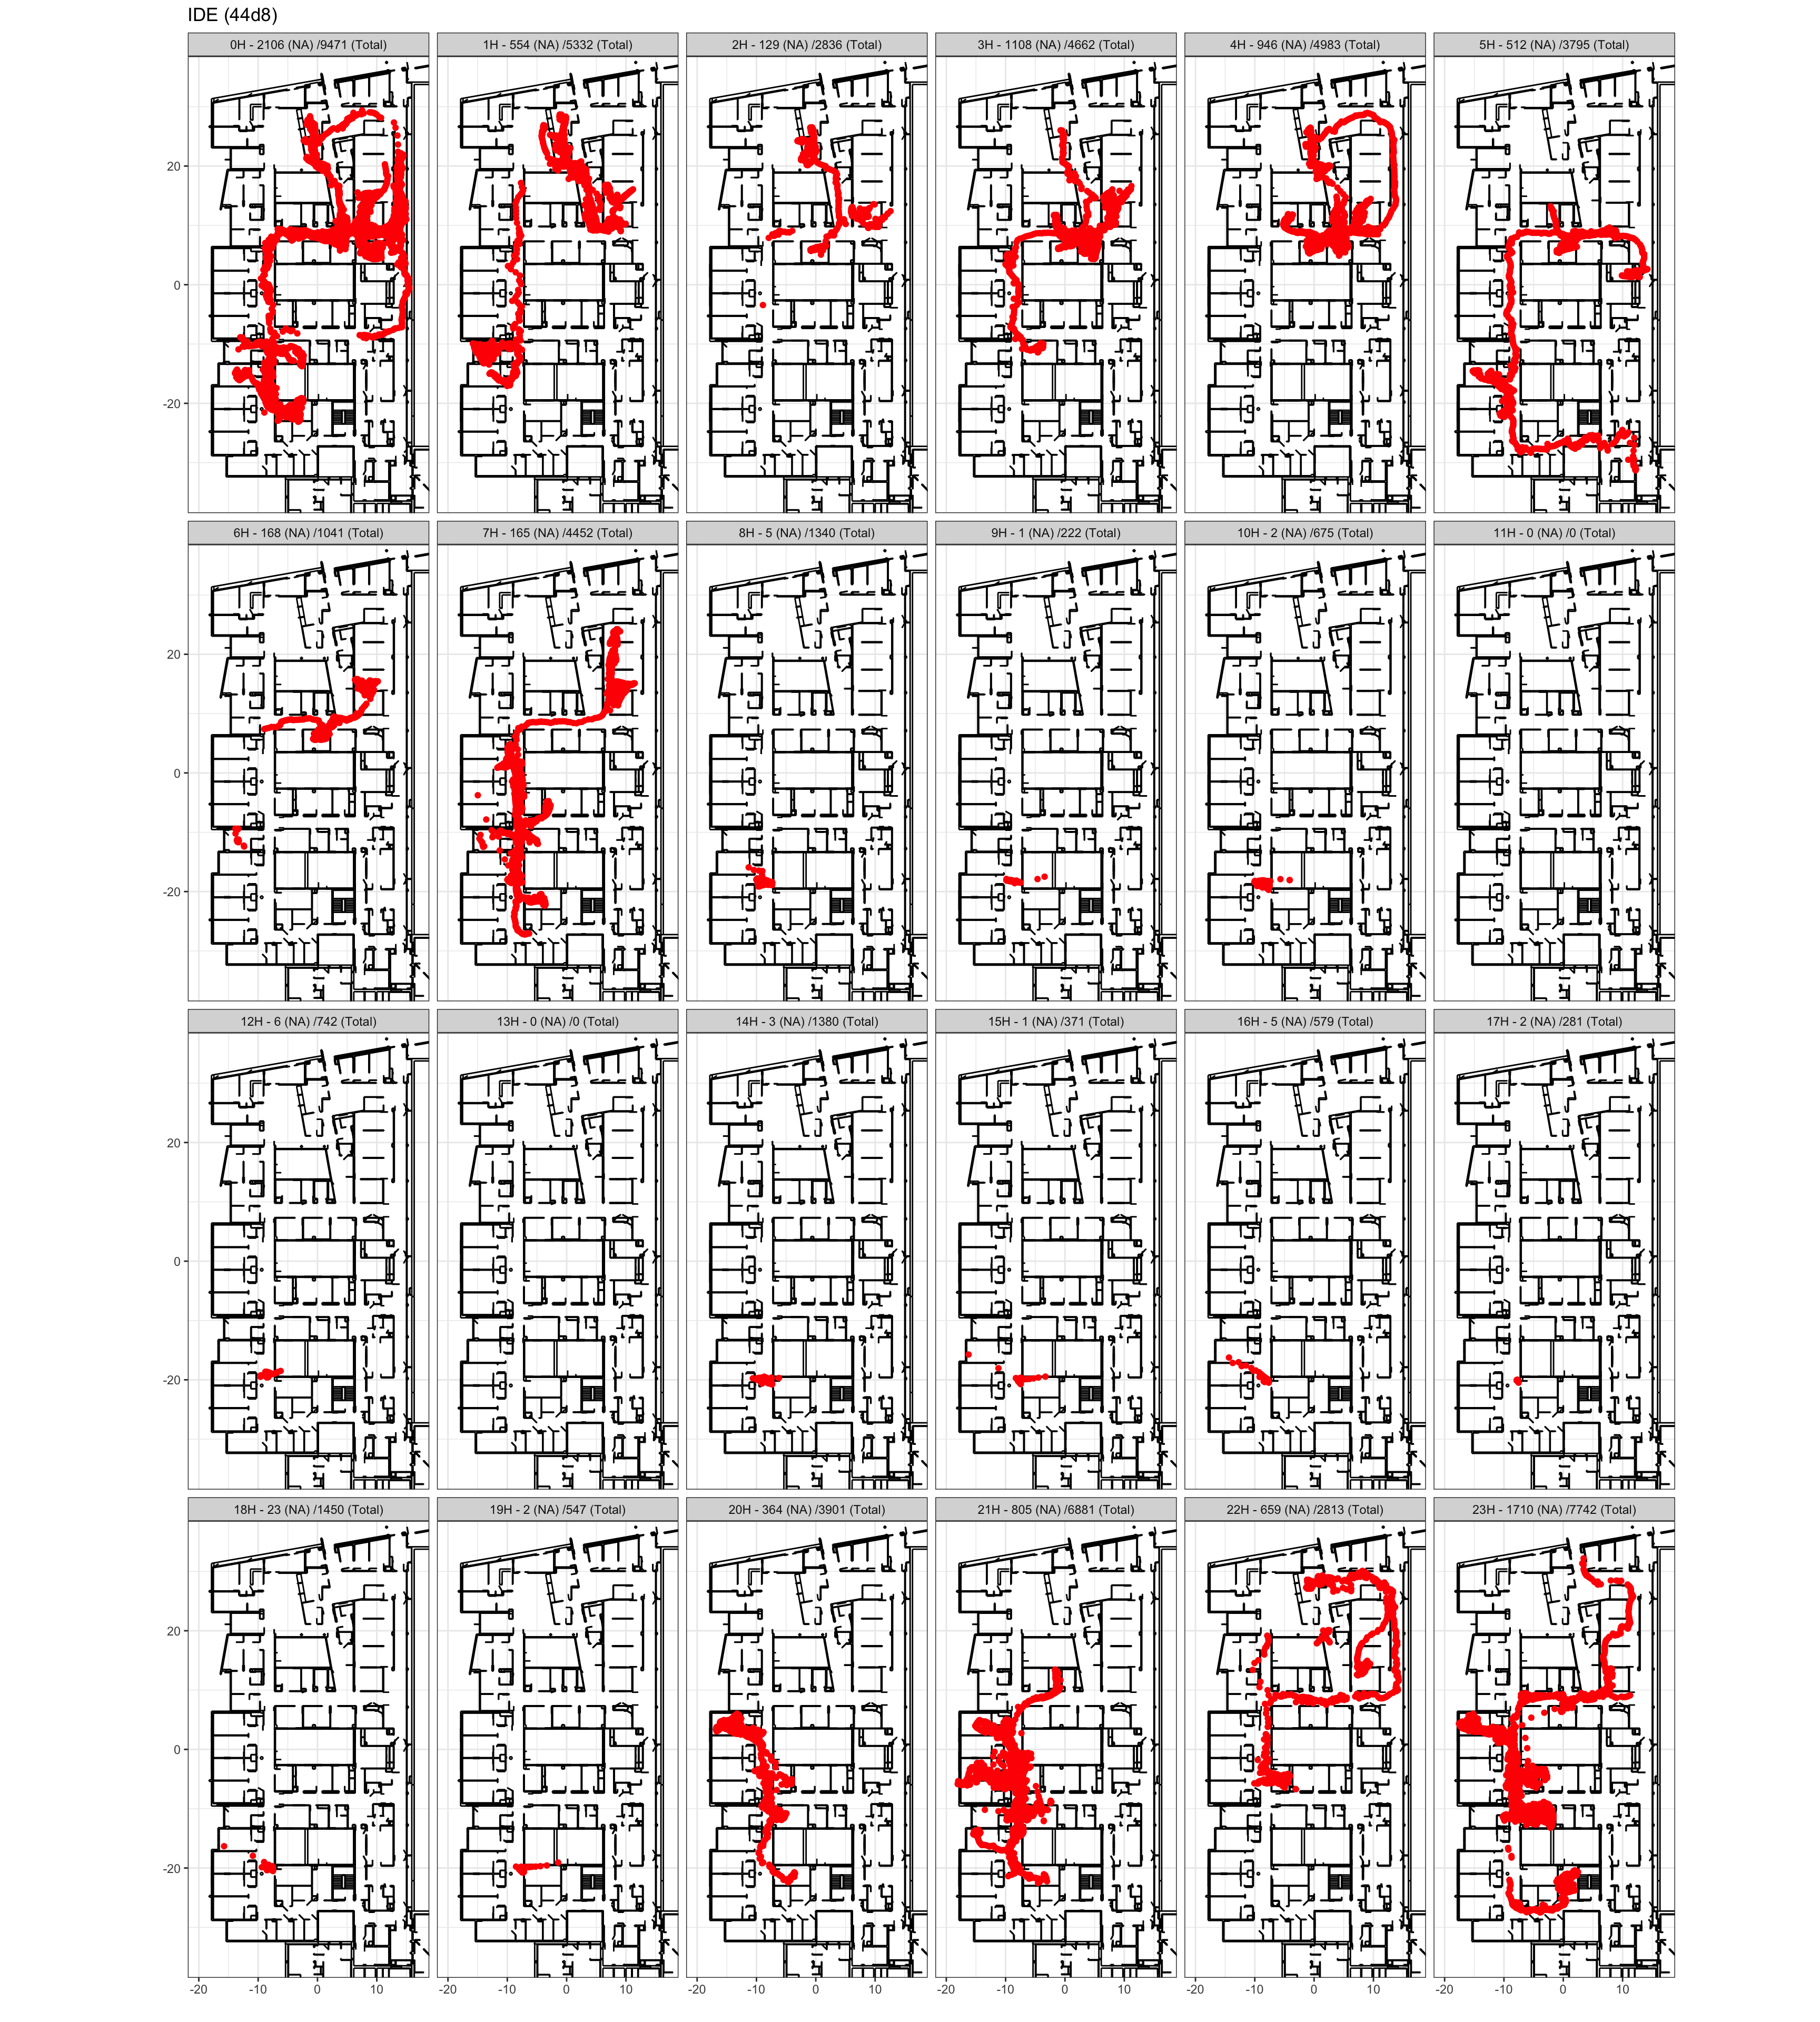 IDE (44d8)
0H - 2106 (NA) /9471 (Total)
1H - 554 (NA) /5332 (Total)
2H - 129 (NA) /2836 (Total)
3H - 1108 (NA) /4662 (Total)
4H - 946 (NA) /4983 (Total)
5H - 512 (NA) /3795 (Total)
20
0
-20
6H - 168 (NA) /1041 (Total)
7H - 165 (NA) /4452 (Total)
8H - 5 (NA) /1340 (Total)
9H - 1 (NA) /222 (Total)
10H - 2 (NA) /675 (Total)
11H - 0 (NA) /0 (Total)
20
0
-20
12H - 6 (NA) /742 (Total)
13H - 0 (NA) /0 (Total)
14H - 3 (NA) /1380 (Total)
15H - 1 (NA) /371 (Total)
16H - 5 (NA) /579 (Total)
17H - 2 (NA) /281 (Total)
20
0
-20
18H - 23 (NA) /1450 (Total)
19H - 2 (NA) /547 (Total)
20H - 364 (NA) /3901 (Total)
21H - 805 (NA) /6881 (Total)
22H - 659 (NA) /2813 (Total)
23H - 1710 (NA) /7742 (Total)
20
0
-20
-20 -10 0 10
-20 -10 0 10
-20 -10 0 10
-20 -10 0 10
-20 -10 0 10
-20 -10 0 10